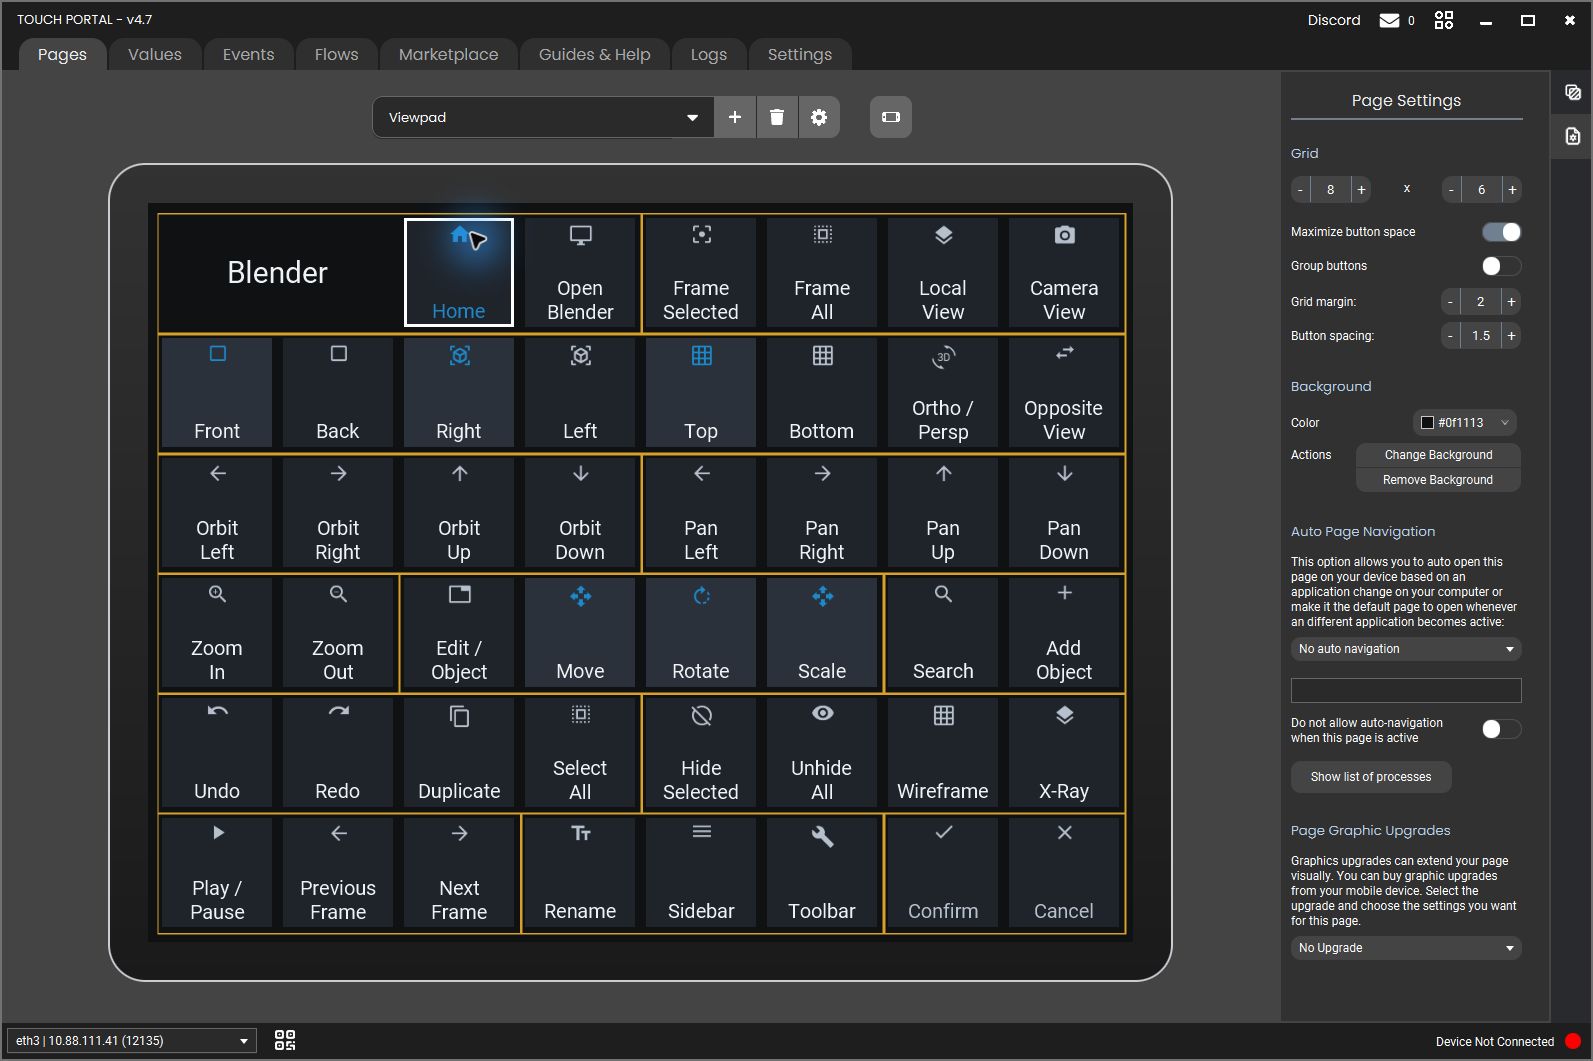 TOUCH PORTAL - v4.7
Discord
0
Pages
Values
Events
Flows
Marketplace
Guides & Help
Logs
Settings
Viewpad
Blender
Home
Open
Blender
Frame
Selected
Frame
All
Local
View
Camera
View
Front
Back
Right
Left
Top
Bottom
3D
Ortho /
Persp
Opposite
View
Orbit
Left
Orbit
Right
Orbit
Up
Orbit
Down
Pan
Left
Pan
Right
Pan
Up
Pan
Down
Zoom
In
Zoom
Out
Edit /
Object
Move
Rotate
Scale
Search
Add
Object
Undo
Redo
Duplicate
Select
All
Hide
Selected
Unhide
All
Wireframe
X-Ray
Play /
Pause
Previous
Frame
Next
Frame
Tт
Rename
Sidebar
Toolbar
Confirm
Cancel
Page Settings
Grid
- 8 + x - 6 +
Maximize button space
Group buttons
Grid margin: - 2 +
Button spacing: - 1.5 +
Background
Color #0f1113
Actions Change Background
Remove Background
Auto Page Navigation
This option allows you to auto open this
page on your device based on an
application change on your computer or
make it the default page to open whenever
an different application becomes active:
No auto navigation
Do not allow auto-navigation
when this page is active
Show list of processes
Page Graphic Upgrades
Graphics upgrades can extend your page
visually. You can buy graphic upgrades
from your mobile device. Select the
upgrade and choose the settings you want
for this page.
No Upgrade
eth3 | 10.88.111.41 (12135)
Device Not Connected